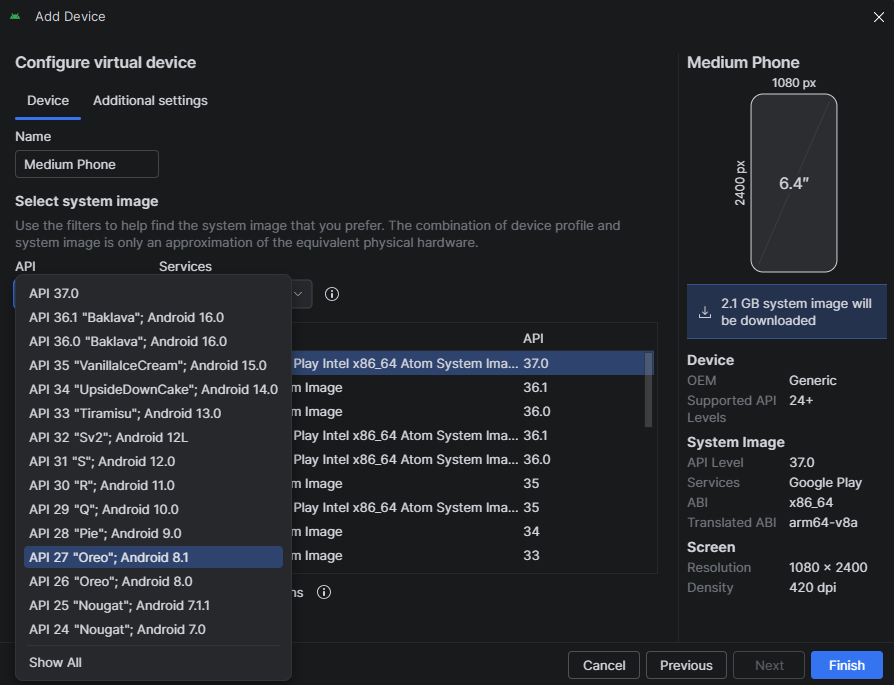 Add Device
Configure virtual device
Device
Additional settings
Name
Medium Phone
Select system image
Use the filters to help find the system image that you prefer. The combination of device profile and
system image is only an approximation of the equivalent physical hardware.
API
Services
API 37.0
API 36.1 "Baklava"; Android 16.0
API 36.0 "Baklava"; Android 16.0
API 35 "VanillaIceCream"; Android 15.0
API 34 "UpsideDownCake"; Android 14.0
API 33 "Tiramisu"; Android 13.0
API 32 "Sv2"; Android 12L
API 31 "S"; Android 12.0
API 30 "R"; Android 11.0
API 29 "Q"; Android 10.0
API 28 "Pie"; Android 9.0
API 27 "Oreo"; Android 8.1
API 26 "Oreo"; Android 8.0
API 25 "Nougat"; Android 7.1.1
API 24 "Nougat"; Android 7.0
Show All
API
Play Intel x86_64 Atom System Ima... 37.0
m Image 36.1
m Image 36.0
Play Intel x86_64 Atom System Ima... 36.1
Play Intel x86_64 Atom System Ima... 36.0
m Image 35
Play Intel x86_64 Atom System Ima... 35
m Image 34
m Image 33
ns
Medium Phone
1080 px
2400 px
6.4″
2.1 GB system image will
be downloaded
Device
OEM Generic
Supported API 24+
Levels
System Image
API Level 37.0
Services Google Play
ABI x86_64
Translated ABI arm64-v8a
Screen
Resolution 1080 × 2400
Density 420 dpi
Cancel
Previous
Next
Finish